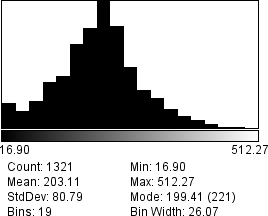 16.90 512.27
Count: 1321 Min: 16.90
Mean: 203.11 Max: 512.27
StdDev: 80.79 Mode: 199.41 (221)
Bins: 19 Bin Width: 26.07